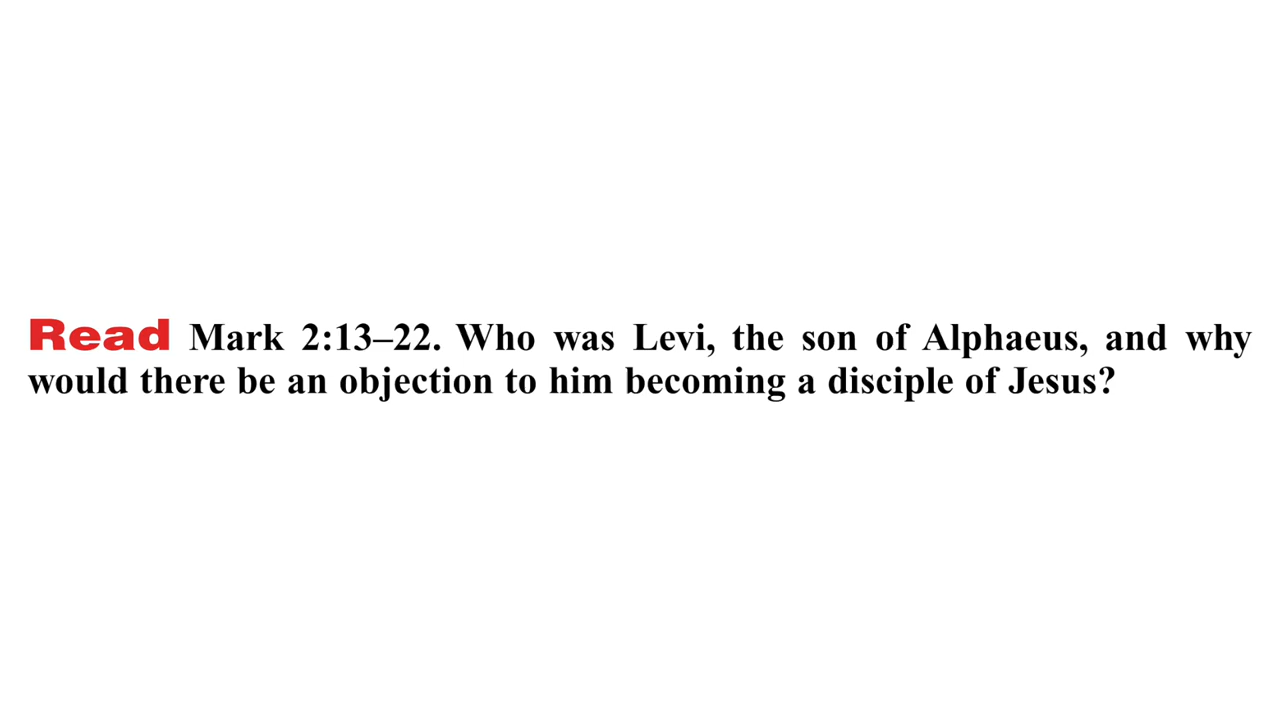 Read Mark 2:13–22. Who was Levi, the son of Alphaeus, and why
would there be an objection to him becoming a disciple of Jesus?